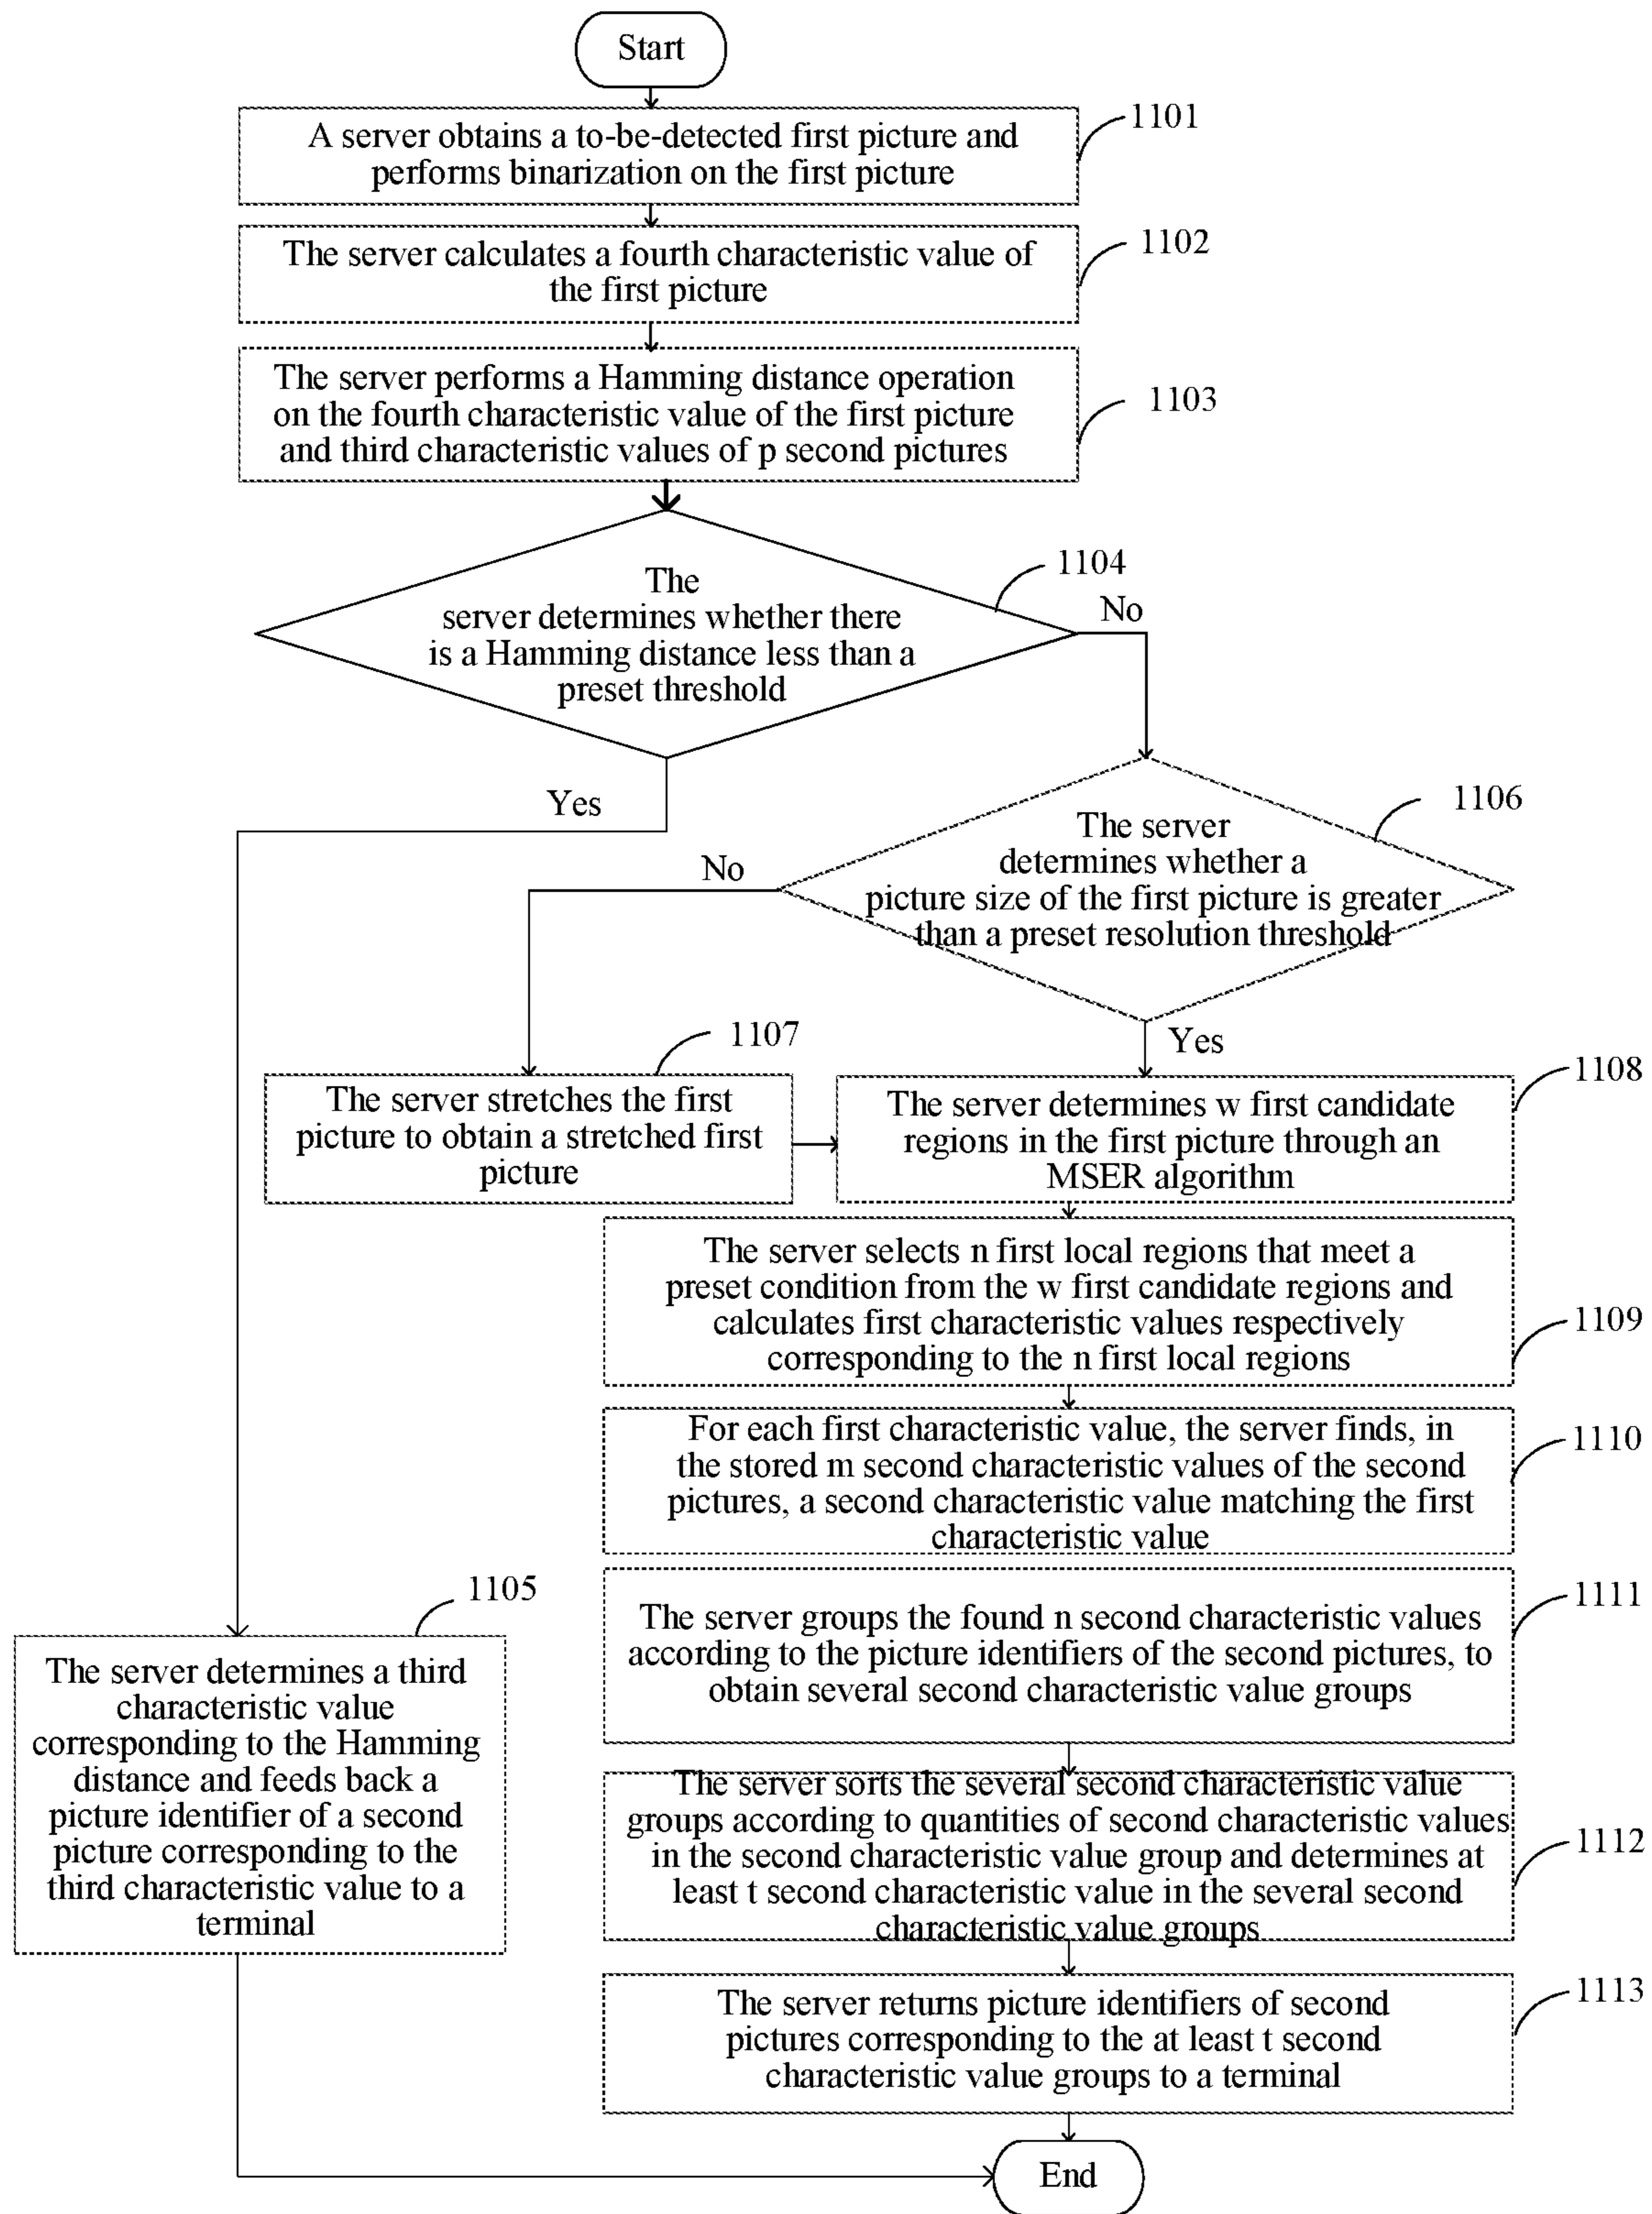 Start
A server obtains a to-be-detected first picture and
performs binarization on the first picture
1101
The server calculates a fourth characteristic value of
the first picture
1102
The server performs a Hamming distance operation
on the fourth characteristic value of the first picture
and third characteristic values of p second pictures
1103
The
server determines whether there
is a Hamming distance less than a
preset threshold
1104
No
Yes
The server
determines whether a
picture size of the first picture is greater
than a preset resolution threshold
1106
No
Yes
The server stretches the first
picture to obtain a stretched first
picture
1107
The server determines w first candidate
regions in the first picture through an
MSER algorithm
1108
The server selects n first local regions that meet a
preset condition from the w first candidate regions and
calculates first characteristic values respectively
corresponding to the n first local regions
1109
For each first characteristic value, the server finds, in
the stored m second characteristic values of the second
pictures, a second characteristic value matching the first
characteristic value
1110
The server groups the found n second characteristic values
according to the picture identifiers of the second pictures, to
obtain several second characteristic value groups
1111
The server determines a third
characteristic value
corresponding to the Hamming
distance and feeds back a
picture identifier of a second
picture corresponding to the
third characteristic value to a
terminal
1105
The server sorts the several second characteristic value
groups according to quantities of second characteristic values
in the second characteristic value group and determines at
least t second characteristic value in the several second
characteristic value groups
1112
The server returns picture identifiers of second
pictures corresponding to the at least t second
characteristic value groups to a terminal
1113
End